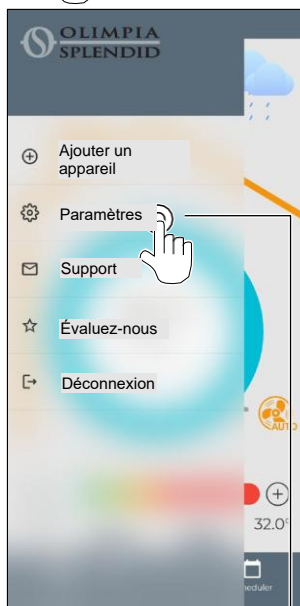 OLIMPIA
SPLENDID
Ajouter un
appareil
Paramètres
Support
Évaluez-nous
Déconnexion
AUTO
32.0°
heduler